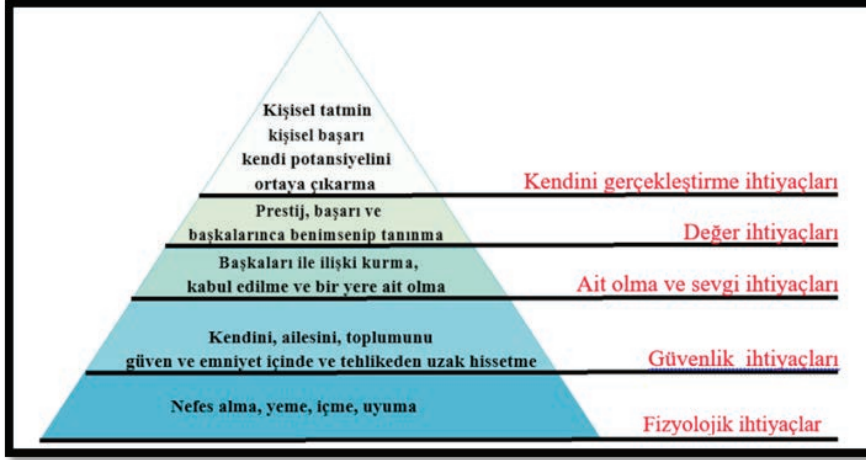 Kişisel tatmin
kişisel başarı
kendi potansiyelini
ortaya çıkarma
Kendini gerçekleştirme ihtiyaçları
Prestij, başarı ve
başkalarınca benimsenip tanınma
Değer ihtiyaçları
Başkaları ile ilişki kurma,
kabul edilme ve bir yere ait olma
Ait olma ve sevgi ihtiyaçları
Kendini, ailesini, toplumunu
güven ve emniyet içinde ve tehlikeden uzak hissetme
Güvenlik ihtiyaçları
Nefes alma, yeme, içme, uyuma
Fizyolojik ihtiyaçlar